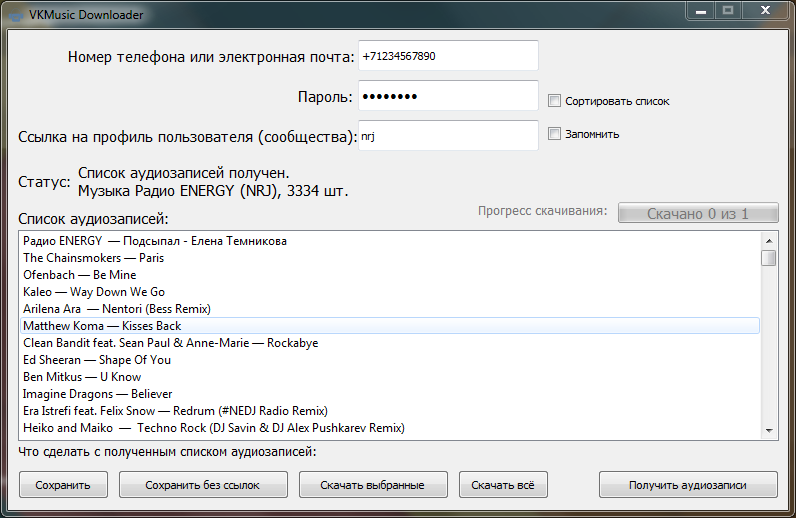 VKMusic Downloader
Номер телефона или электронная почта: +71234567890
Пароль: ••••••••
Сортировать список
Ссылка на профиль пользователя (сообщества): nrj
Запомнить
Статус: Список аудиозаписей получен.
Музыка Радио ENERGY (NRJ), 3334 шт.
Прогресс скачивания: Скачано 0 из 1
Список аудиозаписей:
Радио ENERGY — Подсыпал - Елена Темникова
The Chainsmokers — Paris
Ofenbach — Be Mine
Kaleo — Way Down We Go
Arilena Ara — Nentori (Bess Remix)
Matthew Koma — Kisses Back
Clean Bandit feat. Sean Paul & Anne-Marie — Rockabye
Ed Sheeran — Shape Of You
Ben Mitkus — U Know
Imagine Dragons — Believer
Era Istrefi feat. Felix Snow — Redrum (#NEDJ Radio Remix)
Heiko and Maiko — Techno Rock (DJ Savin & DJ Alex Pushkarev Remix)
Что сделать с полученным списком аудиозаписей:
Сохранить Сохранить без ссылок Скачать выбранные Скачать всё Получить аудиозаписи